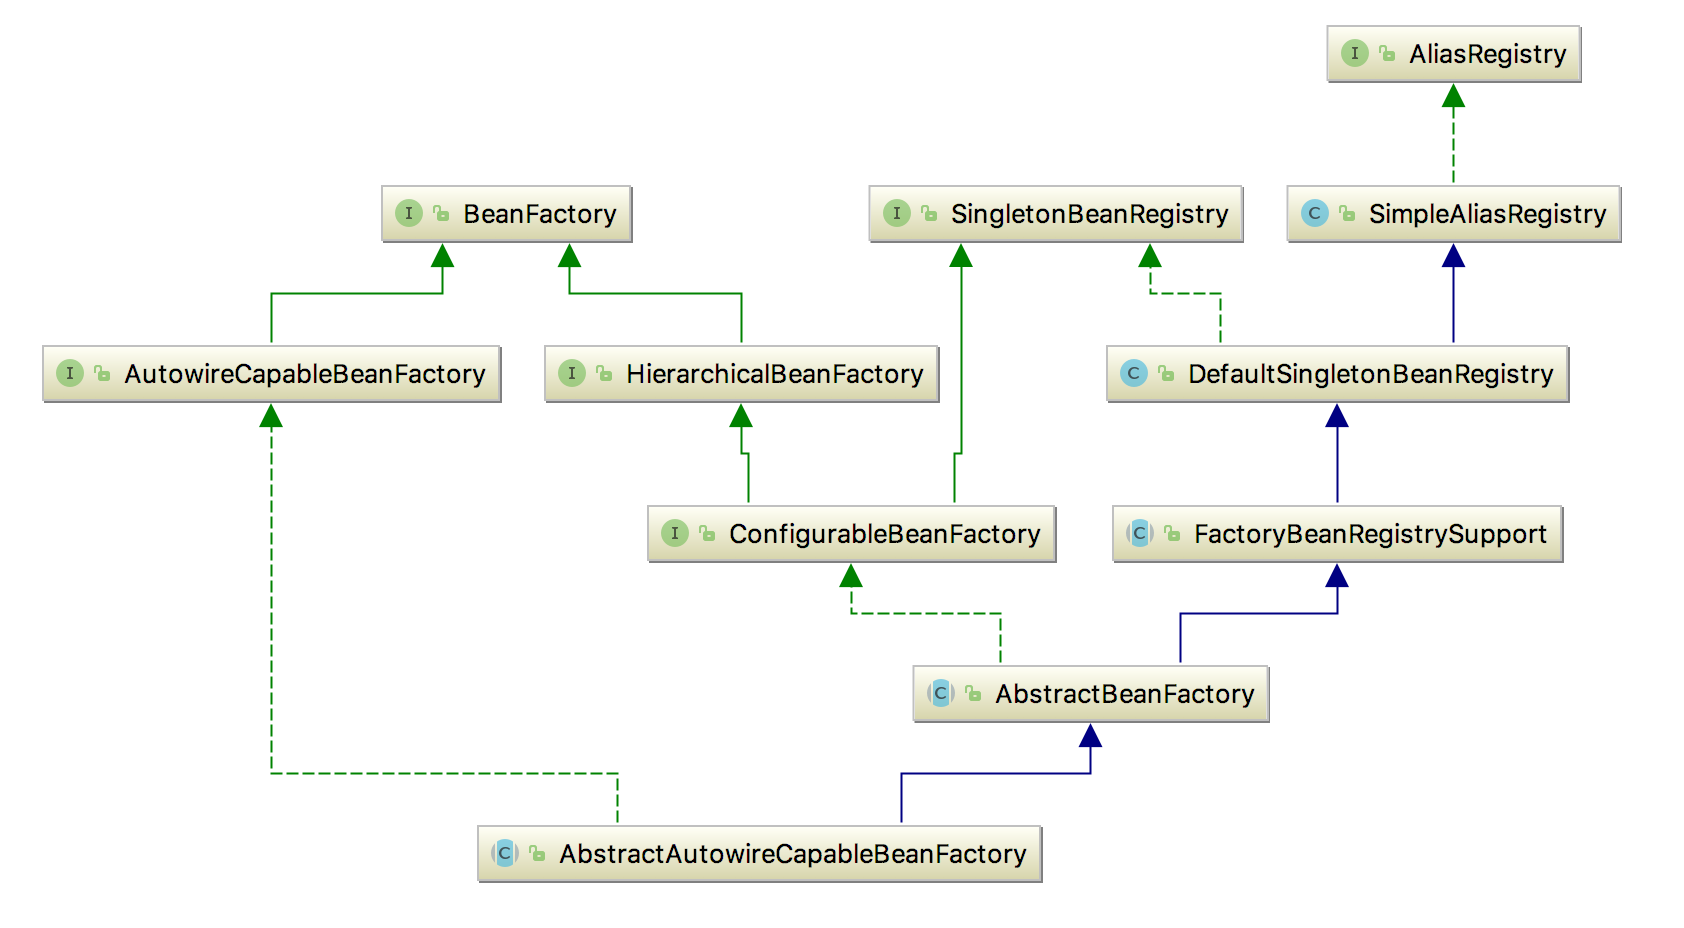 I AliasRegistry
I BeanFactory
I SingletonBeanRegistry
C SimpleAliasRegistry
I AutowireCapableBeanFactory
I HierarchicalBeanFactory
C DefaultSingletonBeanRegistry
I ConfigurableBeanFactory
C FactoryBeanRegistrySupport
C AbstractBeanFactory
C AbstractAutowireCapableBeanFactory